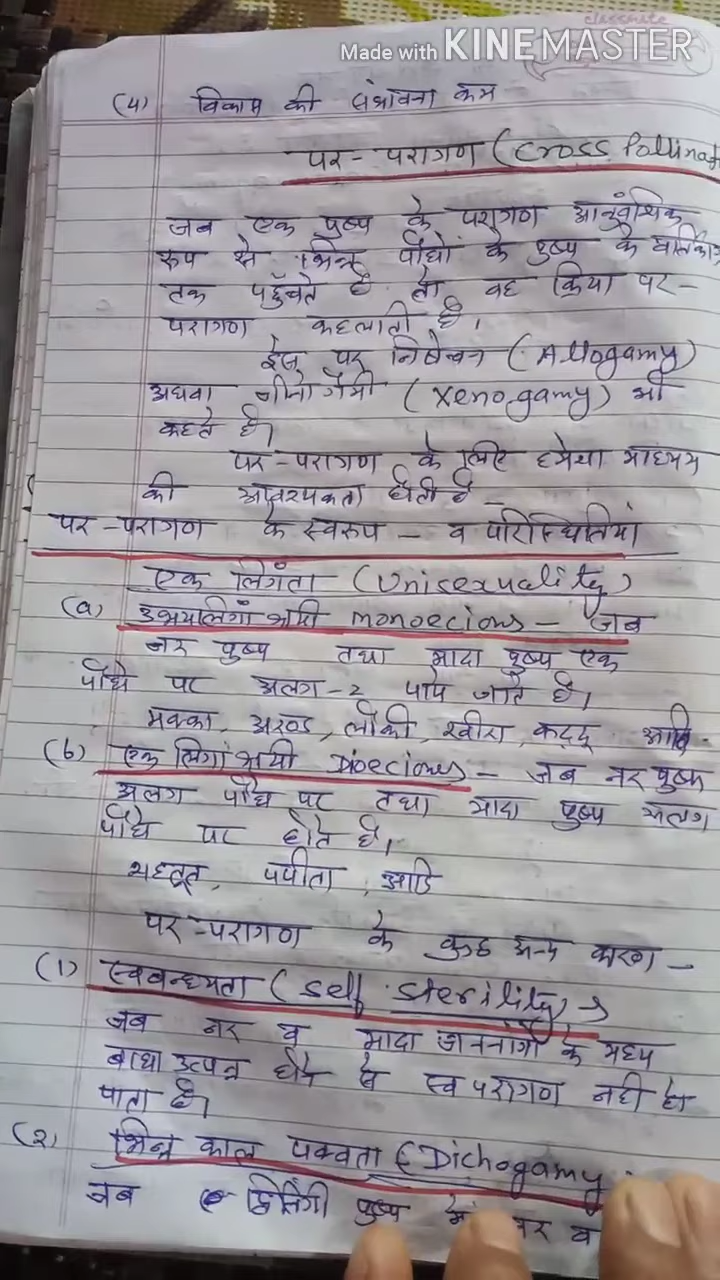 classmate
Made with KINEMASTER
(4) विकास की संभावना कम
पर-परागण (Cross Pollinat
जब एक पुष्प के परागण आनुवंशिक
रूप से भिन्न पौधों के पुष्प के वर्तिकाग्र
तक पहुँचते है तो वह क्रिया पर-
परागण कहलाती है।
इसे पर निषेचन (Allogamy)
अथवा जीनोगैमी (Xenogamy) भी
कहते है।
पर-परागण के लिए हमेशा माध्यम
की आवश्यकता होती है
पर-परागण के स्वरूप - व परिस्थितियां
एक लिंगता (Unisexuality)
(a) उभयलिंगाश्रयी monoecious - जब
नर पुष्प तथा मादा पुष्प एक
पौधे पर अलग-2 पाये जाते है।
मक्का, अरण्ड, लौकी, खीरा, कद्दू आदि
(b) एक लिंगाश्रयी Dioecious - जब नर पुष्प
अलग पौधे पर तथा मादा पुष्प अलग
पौधे पर होते है।
शहतूत, पपीता, आदि
पर-परागण के कुछ अन्य कारण -
(1) स्वबन्ध्यता (Self Sterility) →
जब नर व मादा जननांगो के मध्य
बाधा उत्पन्न होने से स्वपरागण नही हो
पाता है।
(2) भिन्न काल पक्वता (Dichogamy
जब द्विलिंगी पुष्प में नर व